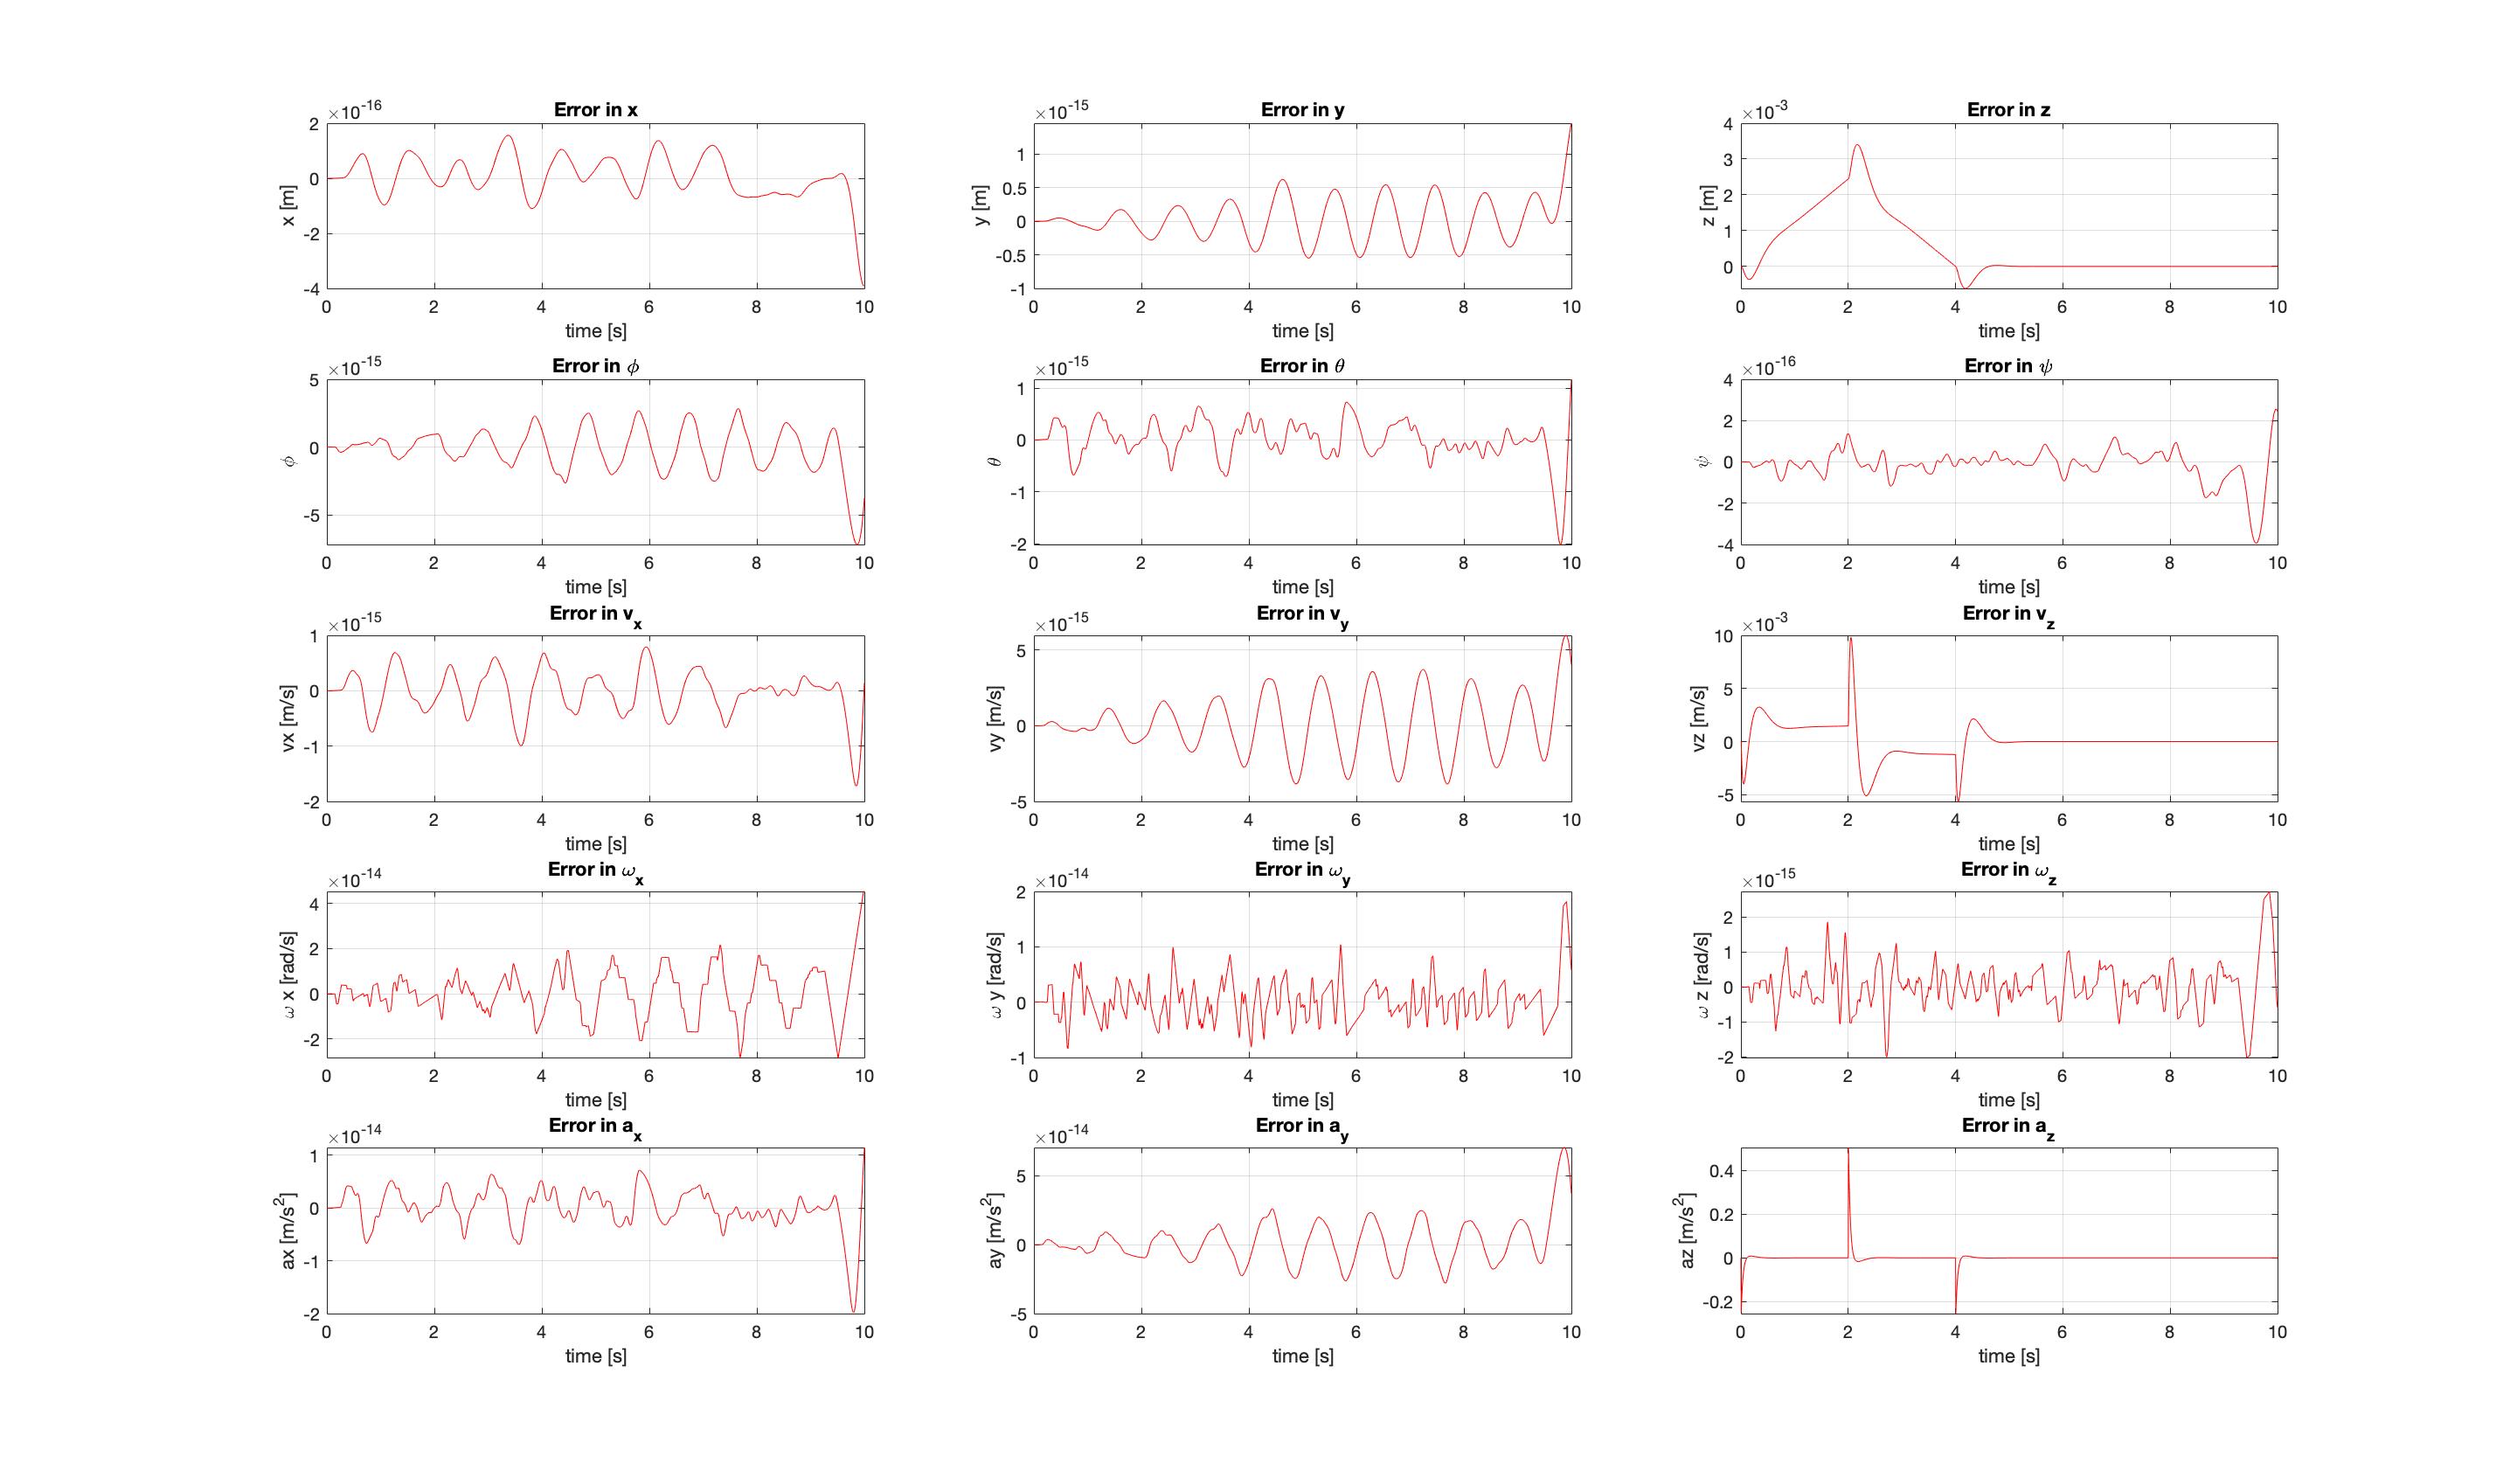 Error in x
×10-16
2
0
-2
-4
x [m]
0 2 4 6 8 10
time [s]
Error in y
×10-15
1
0.5
0
-0.5
-1
y [m]
0 2 4 6 8 10
time [s]
Error in z
×10-3
4
3
2
1
0
z [m]
0 2 4 6 8 10
time [s]
Error in ϕ
×10-15
5
0
-5
ϕ
0 2 4 6 8 10
time [s]
Error in θ
×10-15
1
0
-1
-2
θ
0 2 4 6 8 10
time [s]
Error in ψ
×10-16
4
2
0
-2
-4
ψ
0 2 4 6 8 10
time [s]
Error in vx
×10-15
1
0
-1
-2
vx [m/s]
0 2 4 6 8 10
time [s]
Error in vy
×10-15
5
0
-5
vy [m/s]
0 2 4 6 8 10
time [s]
Error in vz
×10-3
10
5
0
-5
vz [m/s]
0 2 4 6 8 10
time [s]
Error in ωx
×10-14
4
2
0
-2
ω x [rad/s]
0 2 4 6 8 10
time [s]
Error in ωy
×10-14
2
1
0
-1
ω y [rad/s]
0 2 4 6 8 10
time [s]
Error in ωz
×10-15
2
1
0
-1
-2
ω z [rad/s]
0 2 4 6 8 10
time [s]
Error in ax
×10-14
1
0
-1
-2
ax [m/s2]
0 2 4 6 8 10
time [s]
Error in ay
×10-14
5
0
-5
ay [m/s2]
0 2 4 6 8 10
time [s]
Error in az
0.4
0.2
0
-0.2
az [m/s2]
0 2 4 6 8 10
time [s]